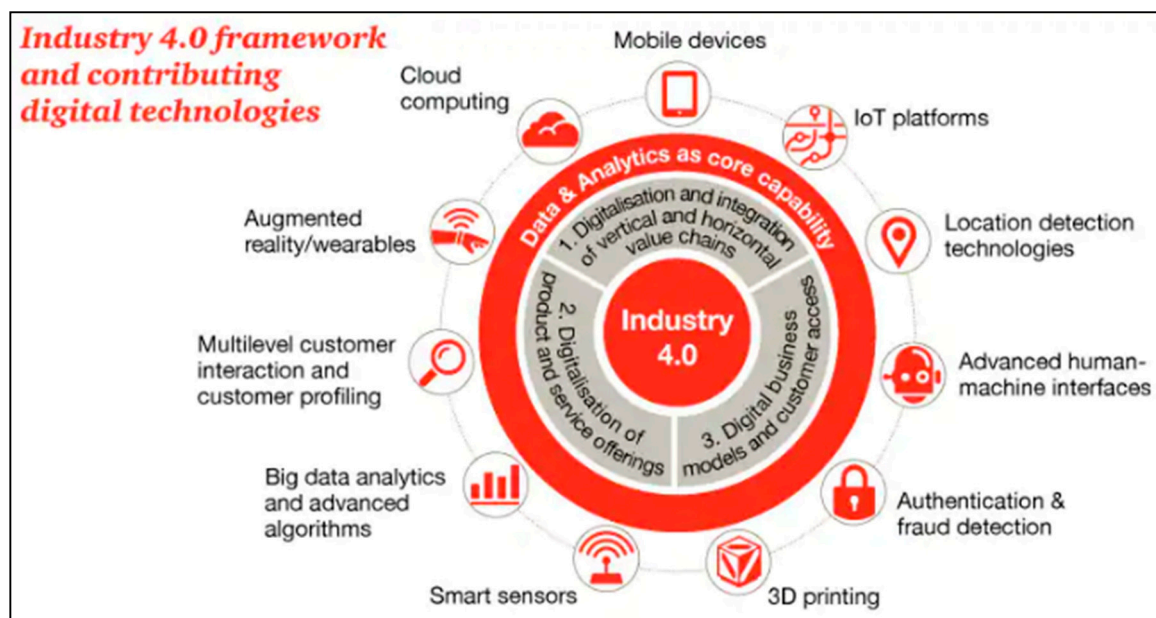 Industry 4.0 framework
and contributing
digital technologies
Mobile devices
Cloud
computing
IoT platforms
Augmented
reality/wearables
Location detection
technologies
Multilevel customer
interaction and
customer profiling
Advanced human-
machine interfaces
Big data analytics
and advanced
algorithms
Authentication &
fraud detection
Smart sensors
3D printing
Data & Analytics as core capability
1. Digitalisation and integration
of vertical and horizontal
value chains
2. Digitalisation of
product and service offerings
3. Digital business
models and customer access
Industry
4.0